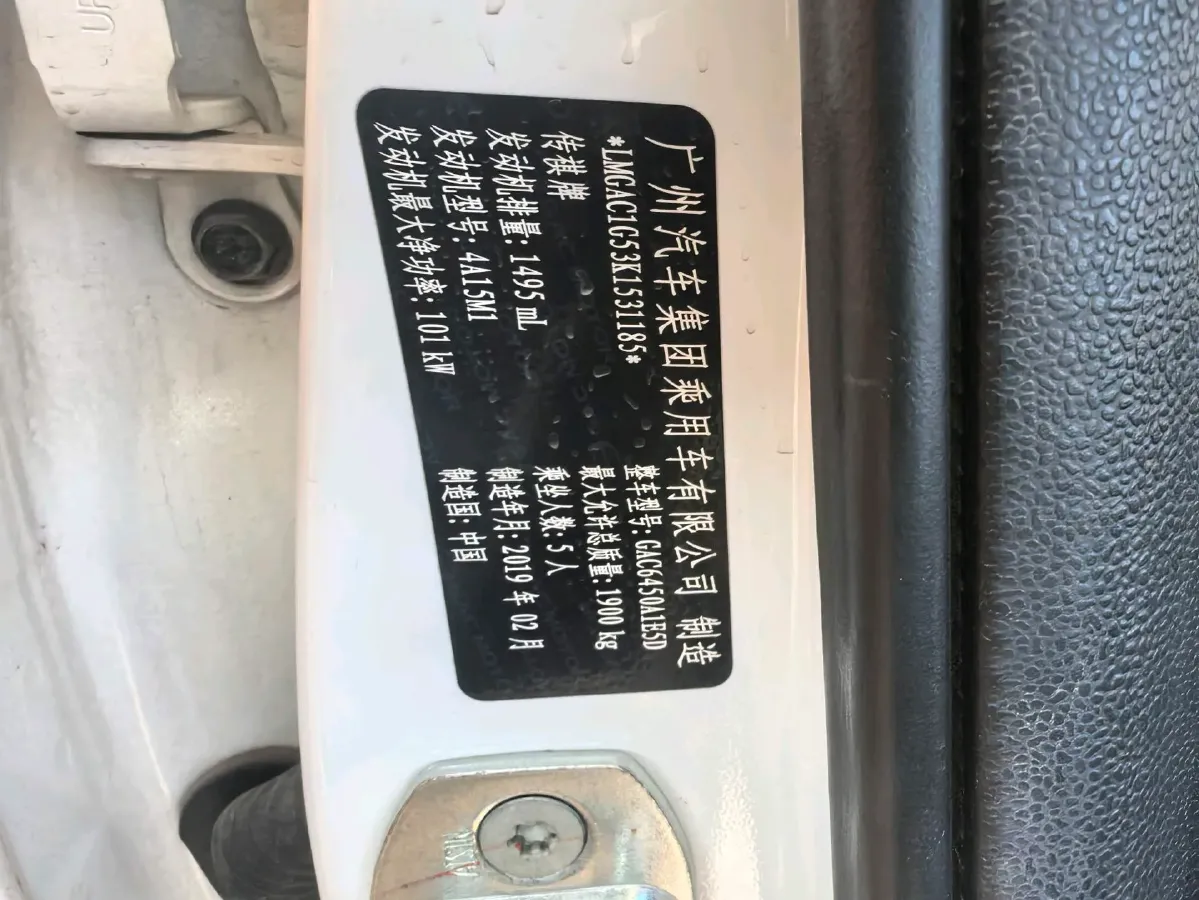 广州汽车集团乘用车有限公司 制造
*LMGAC1G53K1531185*
整车型号: GAC6450A1E5D
传祺牌
最大允许总质量: 1900 kg
发动机排量: 1495 mL
乘坐人数: 5 人
发动机型号: 4A15M1
制造年月: 2019 年 02 月
发动机最大净功率: 101 kW
制造国: 中国